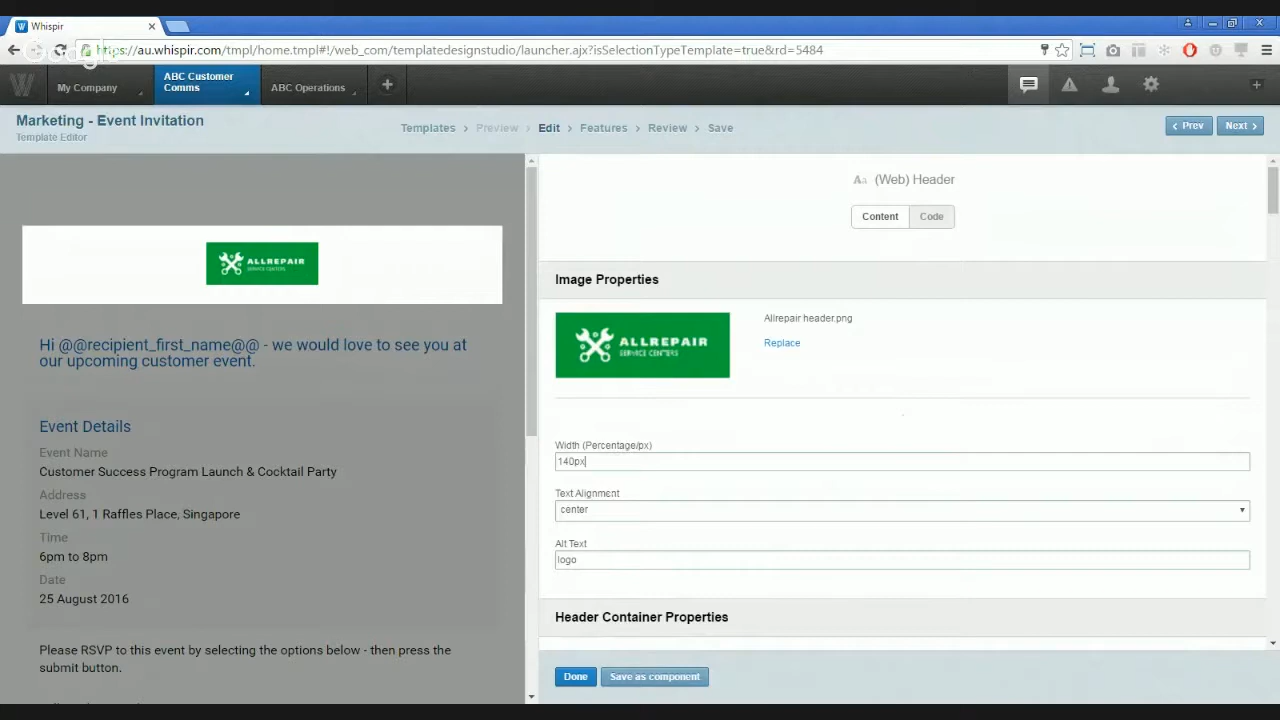 Whispir
https://au.whispir.com/tmpl/home.tmpl#!/web_com/templatedesignstudio/launcher.ajx?isSelectionTypeTemplate=true&rd=5484
My Company
ABC Customer
Comms
ABC Operations
Marketing - Event Invitation
Template Editor
Templates > Preview > Edit > Features > Review > Save
Prev
Next
ALLREPAIR
SERVICE CENTERS
Hi @@recipient_first_name@@ - we would love to see you at
our upcoming customer event.
Event Details
Event Name
Customer Success Program Launch & Cocktail Party
Address
Level 61, 1 Raffles Place, Singapore
Time
6pm to 8pm
Date
25 August 2016
Please RSVP to this event by selecting the options below - then press the
submit button.
Aa (Web) Header
Content
Code
Image Properties
ALLREPAIR
SERVICE CENTERS
Allrepair header.png
Replace
Width (Percentage/px)
140px
Text Alignment
center
Alt Text
logo
Header Container Properties
Done
Save as component